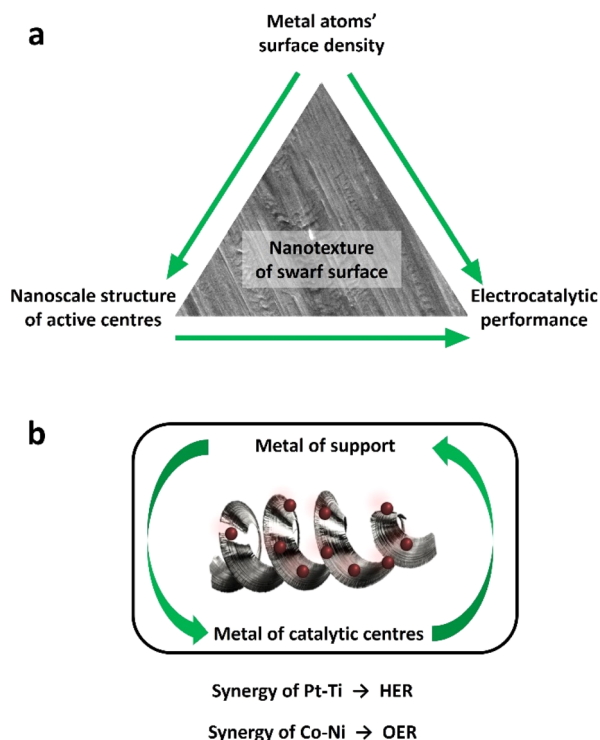 a
Metal atoms’
surface density
Nanotexture
of swarf surface
Nanoscale structure
of active centres
Electrocatalytic
performance
b
Metal of support
Metal of catalytic centres
Synergy of Pt-Ti → HER
Synergy of Co-Ni → OER